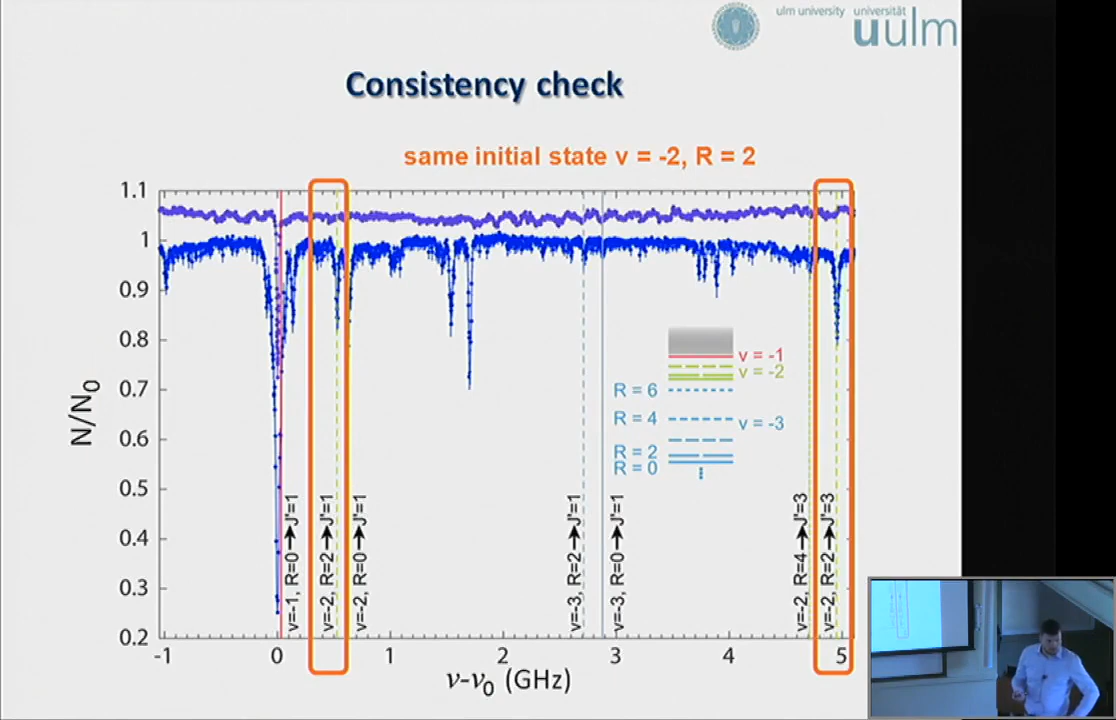 ulm university universität
uulm
Consistency check
same initial state v = -2, R = 2
1.1
1
0.9
0.8
0.7
0.6
0.5
0.4
0.3
0.2
N/N0
-1 0 1 2 3 4 5
ν-ν0 (GHz)
v=-1, R=0→J'=1
v=-2, R=2→J'=1
v=-2, R=0→J'=1
v=-3, R=2→J'=1
v=-3, R=0→J'=1
v=-2, R=4→J'=3
v=-2, R=2→J'=3
v = -1
v = -2
R = 6
R = 4
v = -3
R = 2
R = 0